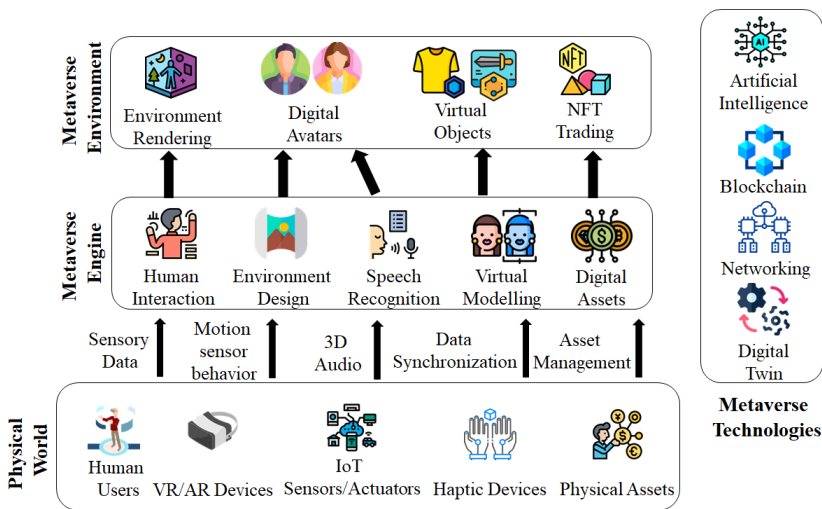 Metaverse
Environment
Environment
Rendering
Digital
Avatars
Virtual
Objects
NFT
NFT
Trading
Metaverse
Engine
Human
Interaction
Environment
Design
Speech
Recognition
Virtual
Modelling
Digital
Assets
Sensory
Data
Motion
sensor
behavior
3D
Audio
Data
Synchronization
Asset
Management
Physical
World
Human
Users
VR/AR Devices
IoT
Sensors/Actuators
Haptic Devices
Physical Assets
AI
Artificial
Intelligence
Blockchain
Networking
Digital
Twin
Metaverse
Technologies